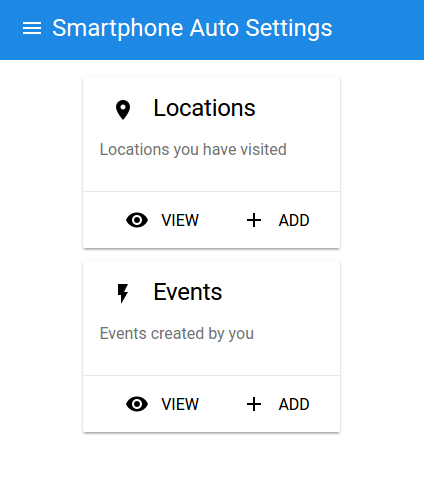 Smartphone Auto Settings
Locations
Locations you have visited
VIEW ADD
Events
Events created by you
VIEW ADD